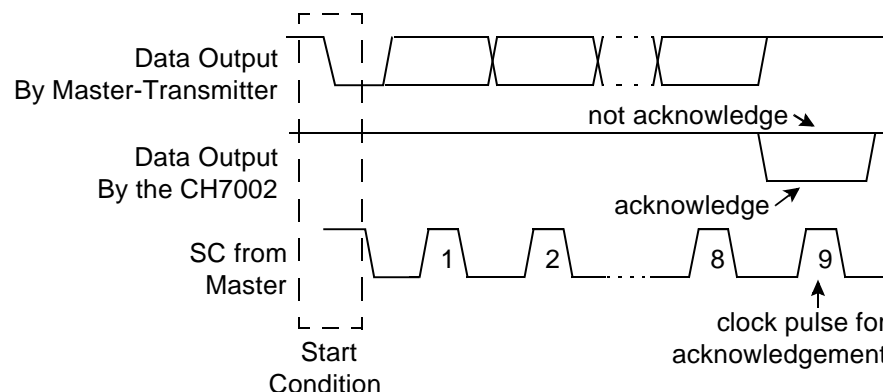 Data Output
By Master-Transmitter
not acknowledge
Data Output
By the CH7002
acknowledge
SC from
Master
1
2
8
9
clock pulse for
acknowledgement
Start
Condition